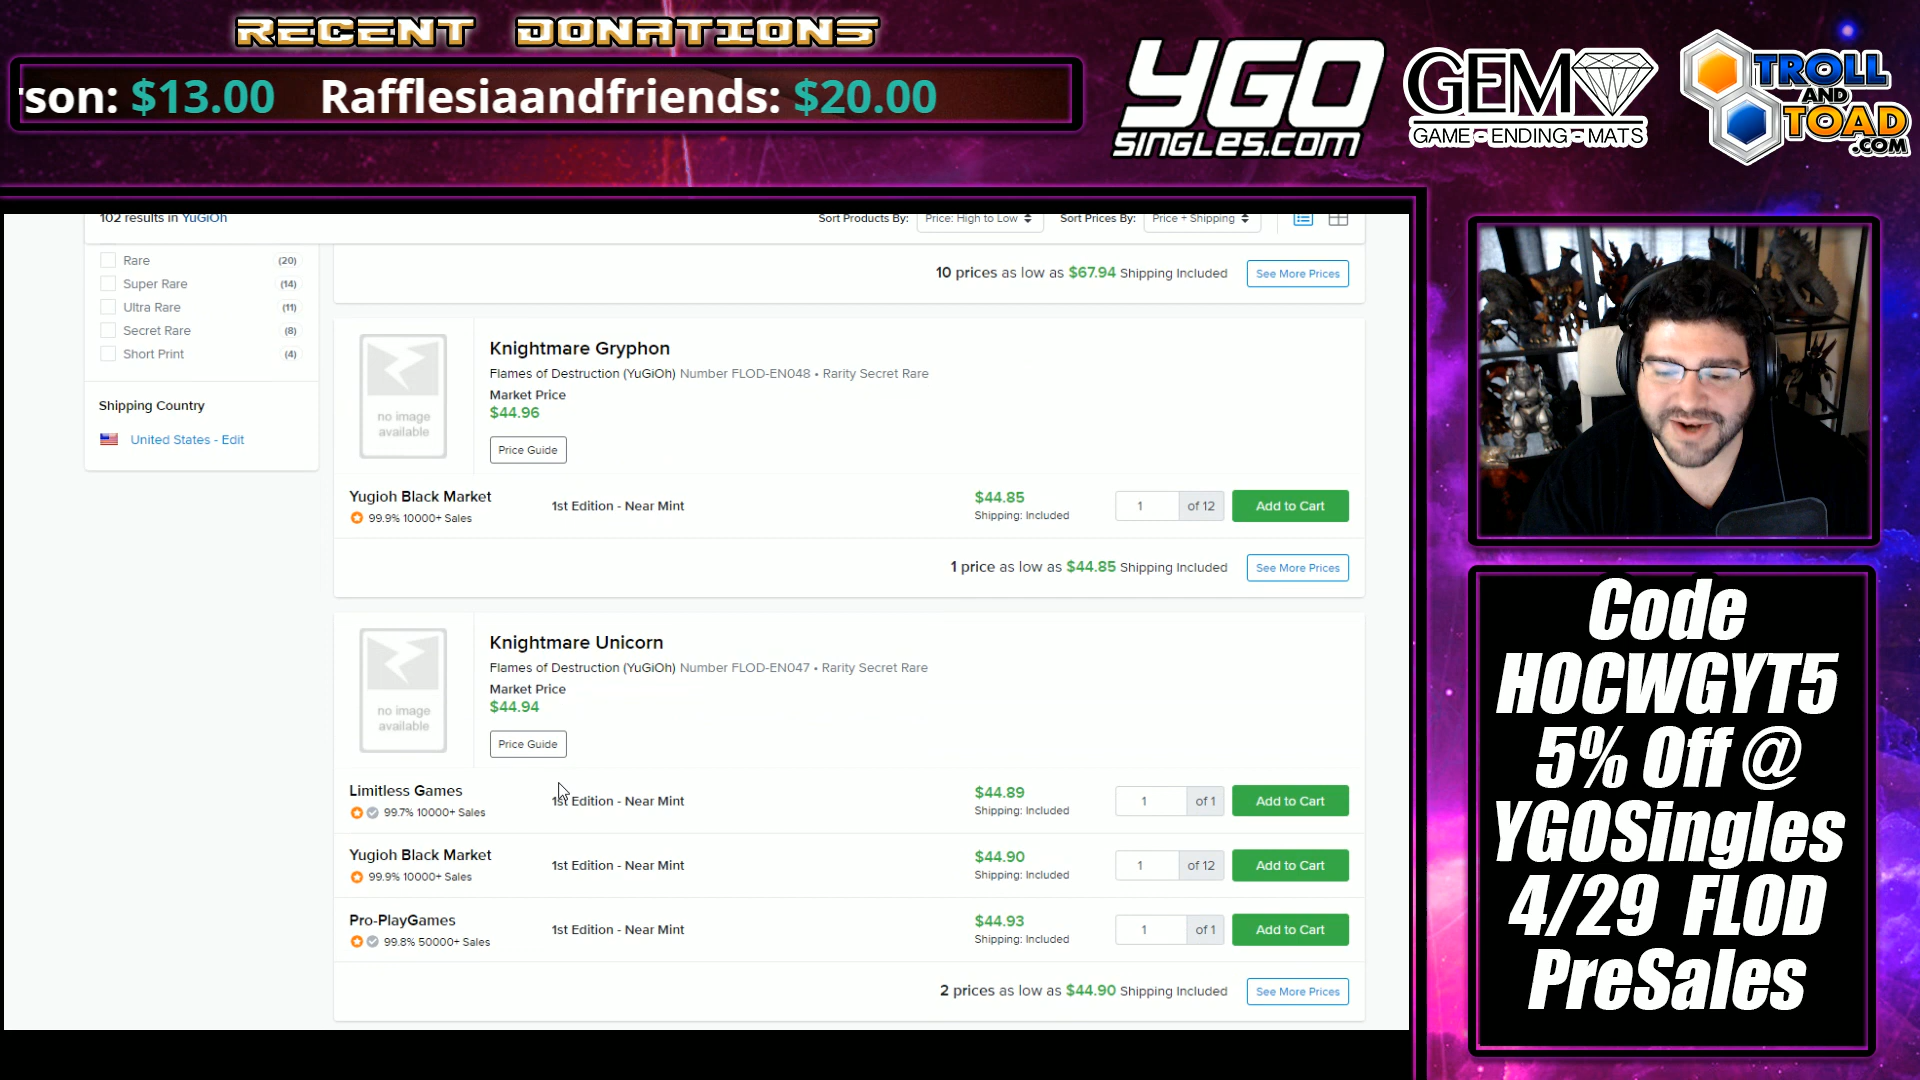 RECENT DONATIONS
rson: $13.00 Rafflesiaandfriends: $20.00
YGO
SINGLES.COM
GEM
GAME - ENDING - MATS
TROLL
AND
TOAD
.COM
102 results in YuGiOh
Sort Products By: Price: High to Low
Sort Prices By: Price + Shipping
Rare (20)
Super Rare (14)
Ultra Rare (11)
Secret Rare (8)
Short Print (4)
Shipping Country
United States - Edit
10 prices as low as $67.94 Shipping Included See More Prices
no image
available
Knightmare Gryphon
Flames of Destruction (YuGiOh) Number FLOD-EN048 • Rarity Secret Rare
Market Price
$44.96
Price Guide
Yugioh Black Market
99.9% 10000+ Sales
1st Edition - Near Mint
$44.85
Shipping: Included
1 of 12 Add to Cart
1 price as low as $44.85 Shipping Included See More Prices
no image
available
Knightmare Unicorn
Flames of Destruction (YuGiOh) Number FLOD-EN047 • Rarity Secret Rare
Market Price
$44.94
Price Guide
Limitless Games
99.7% 10000+ Sales
1st Edition - Near Mint
$44.89
Shipping: Included
1 of 1 Add to Cart
Yugioh Black Market
99.9% 10000+ Sales
1st Edition - Near Mint
$44.90
Shipping: Included
1 of 12 Add to Cart
Pro-PlayGames
99.8% 50000+ Sales
1st Edition - Near Mint
$44.93
Shipping: Included
1 of 1 Add to Cart
2 prices as low as $44.90 Shipping Included See More Prices
Code
HOCWGYT5
5% Off @
YGOSingles
4/29 FLOD
PreSales